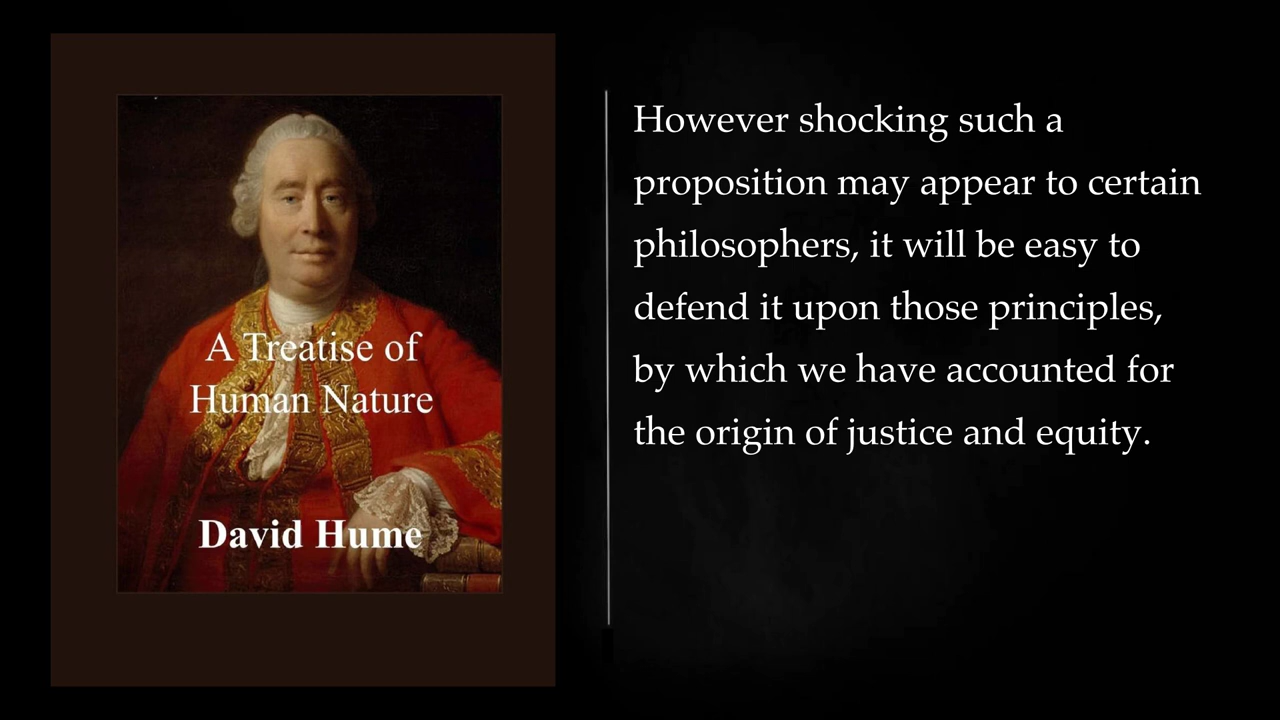 A Treatise of
Human Nature
David Hume
However shocking such a
proposition may appear to certain
philosophers, it will be easy to
defend it upon those principles,
by which we have accounted for
the origin of justice and equity.